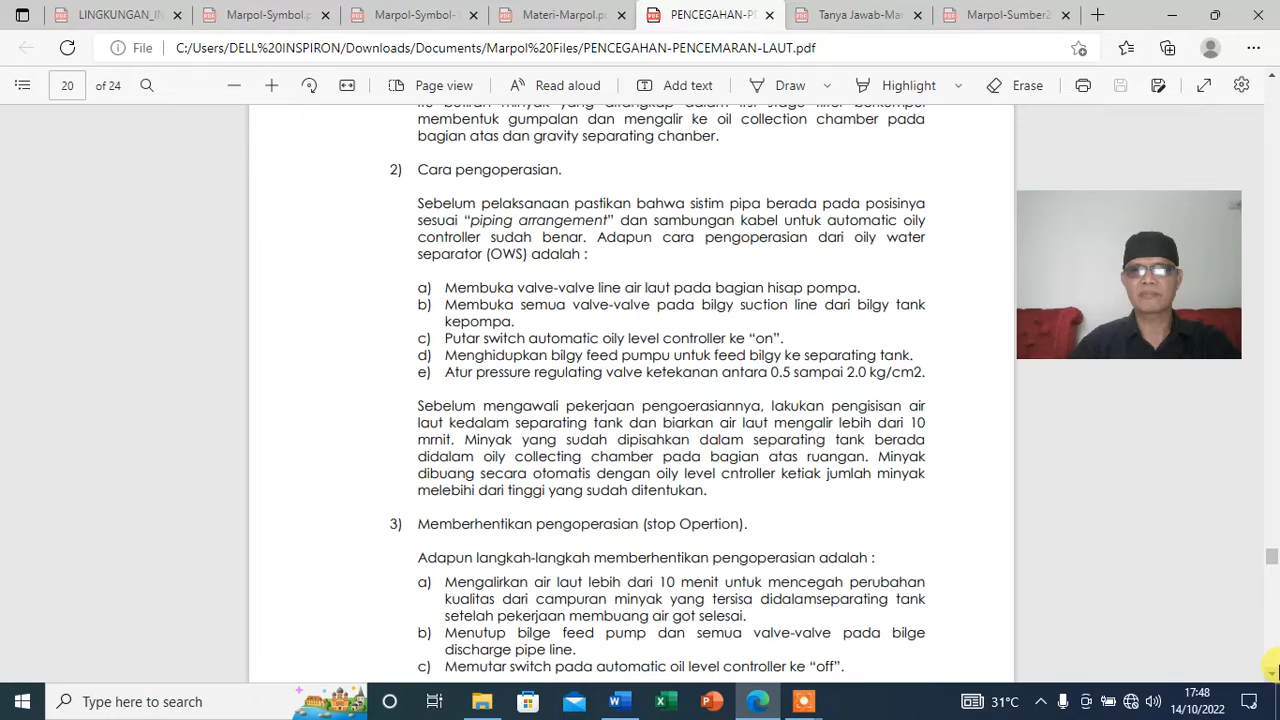 LINGKUNGAN_IN
Marpol-Symbol.p
Marpol-Symbol-1
Materi-Marpol.pd
PENCEGAHAN-PE
Tanya Jawab-Mar
Marpol-Sumber2
File
C:/Users/DELL%20INSPIRON/Downloads/Documents/Marpol%20Files/PENCEGAHAN-PENCEMARAN-LAUT.pdf
20 of 24 Page view Read aloud Add text Draw Highlight Erase
membentuk gumpalan dan mengalir ke oil collection chamber pada
bagian atas dan gravity separating chanber.
2) Cara pengoperasian.
Sebelum pelaksanaan pastikan bahwa sistim pipa berada pada posisinya
sesuai “piping arrangement” dan sambungan kabel untuk automatic oily
controller sudah benar. Adapun cara pengoperasian dari oily water
separator (OWS) adalah :
a) Membuka valve-valve line air laut pada bagian hisap pompa.
b) Membuka semua valve-valve pada bilgy suction line dari bilgy tank
kepompa.
c) Putar switch automatic oily level controller ke “on”.
d) Menghidupkan bilgy feed pumpu untuk feed bilgy ke separating tank.
e) Atur pressure regulating valve ketekanan antara 0.5 sampai 2.0 kg/cm2.
Sebelum mengawali pekerjaan pengoerasiannya, lakukan pengisisan air
laut kedalam separating tank dan biarkan air laut mengalir lebih dari 10
mrnit. Minyak yang sudah dipisahkan dalam separating tank berada
didalam oily collecting chamber pada bagian atas ruangan. Minyak
dibuang secara otomatis dengan oily level cntroller ketiak jumlah minyak
melebihi dari tinggi yang sudah ditentukan.
3) Memberhentikan pengoperasian (stop Opertion).
Adapun langkah-langkah memberhentikan pengoperasian adalah :
a) Mengalirkan air laut lebih dari 10 menit untuk mencegah perubahan
kualitas dari campuran minyak yang tersisa didalamseparating tank
setelah pekerjaan membuang air got selesai.
b) Menutup bilge feed pump dan semua valve-valve pada bilge
discharge pipe line.
c) Memutar switch pada automatic oil level controller ke “off”.
Type here to search
31°C
17:48
14/10/2022